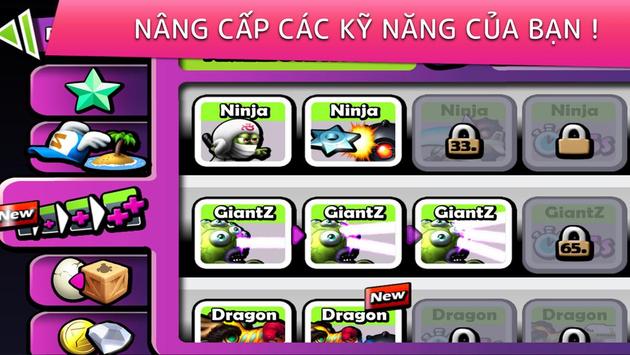 NÂNG CẤP CÁC KỸ NĂNG CỦA BẠN !
Ninja
Ninja
Ninja
Ninja
33.
New
GiantZ
GiantZ
GiantZ
GiantZ
65.
New
Dragon
Dragon
Dragon
Dragon